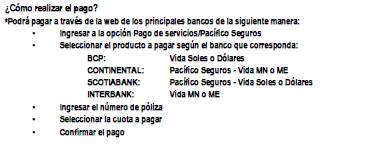 ¿Cómo realizar el pago?
*Podrá pagar a través de la web de los principales bancos de la siguiente manera:
• Ingresar a la opción Pago de servicios/Pacífico Seguros
• Seleccionar el producto a pagar según el banco que corresponda:
BCP: Vida Soles o Dólares
CONTINENTAL: Pacífico Seguros - Vida MN o ME
SCOTIABANK: Pacífico Seguros - Vida Soles o Dólares
INTERBANK: Vida MN o ME
• Ingresar el número de póliza
• Seleccionar la cuota a pagar
• Confirmar el pago